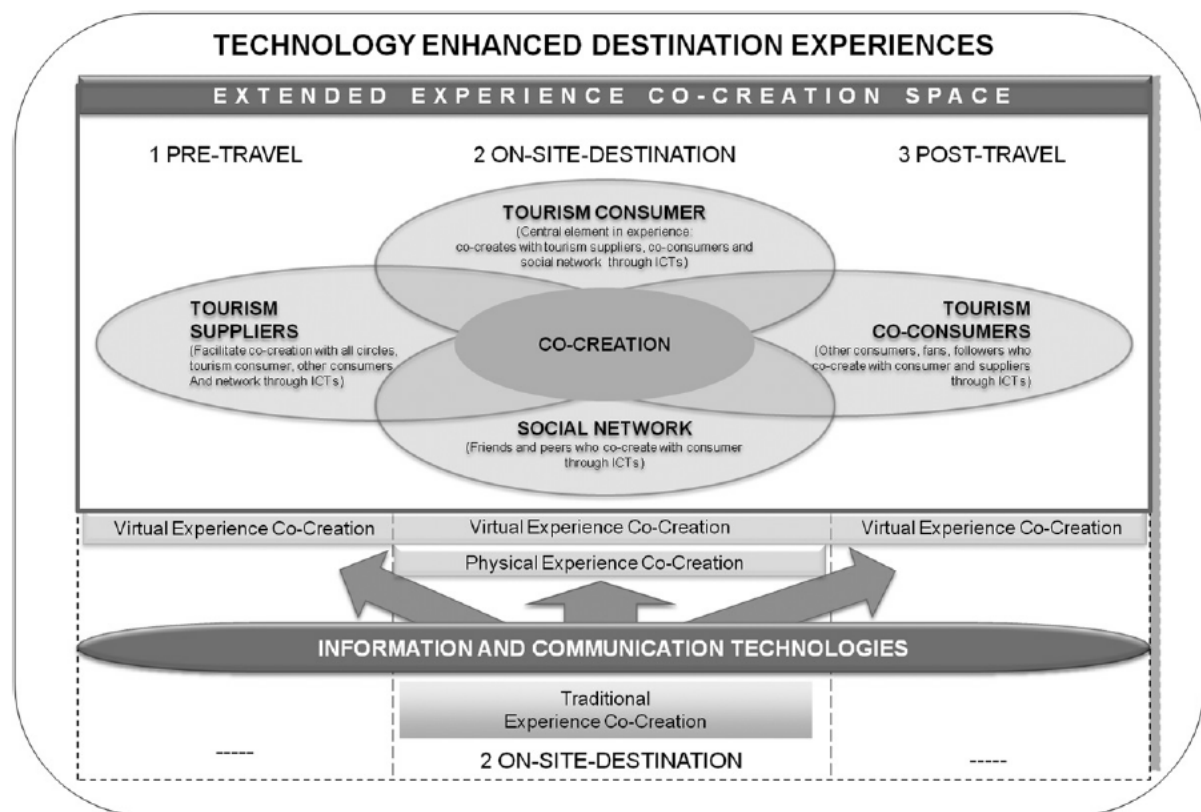 TECHNOLOGY ENHANCED DESTINATION EXPERIENCES
EXTENDED EXPERIENCE CO-CREATION SPACE
1 PRE-TRAVEL
2 ON-SITE-DESTINATION
3 POST-TRAVEL
TOURISM CONSUMER
(Central element in experience:
co-creates with tourism suppliers, co-consumers and
social network through ICTs)
TOURISM
SUPPLIERS
(Facilitate co-creation with all circles,
tourism consumer, other consumers
And network through ICTs)
CO-CREATION
TOURISM
CO-CONSUMERS
(Other consumers, fans, followers who
co-create with consumer and suppliers
through ICTs)
SOCIAL NETWORK
(Friends and peers who co-create with consumer
through ICTs)
Virtual Experience Co-Creation
Virtual Experience Co-Creation
Virtual Experience Co-Creation
Physical Experience Co-Creation
INFORMATION AND COMMUNICATION TECHNOLOGIES
Traditional
Experience Co-Creation
-----
2 ON-SITE-DESTINATION
-----